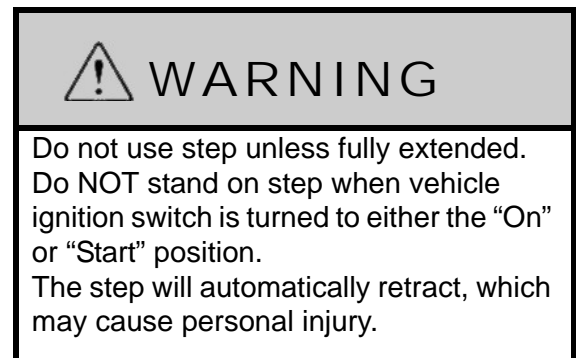 WARNING
Do not use step unless fully extended.
Do NOT stand on step when vehicle
ignition switch is turned to either the “On”
or “Start” position.
The step will automatically retract, which
may cause personal injury.